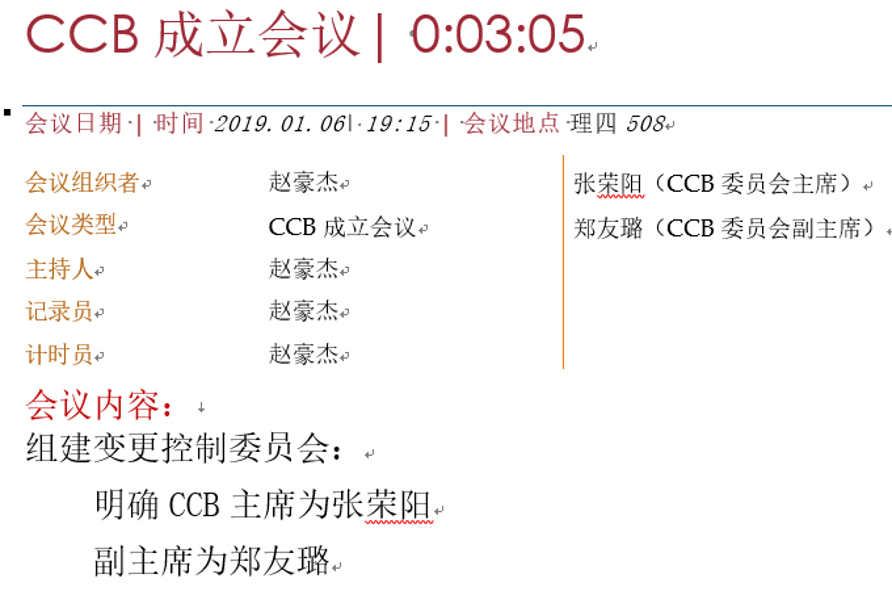 CCB 成立会议| 0:03:05
会议日期 | 时间 2019.01.06| 19:15 | 会议地点 理四 508
会议组织者 赵豪杰
会议类型 CCB 成立会议
主持人 赵豪杰
记录员 赵豪杰
计时员 赵豪杰
张荣阳（CCB 委员会主席）
郑友璐（CCB 委员会副主席）
会议内容：
组建变更控制委员会：
明确 CCB 主席为张荣阳
副主席为郑友璐